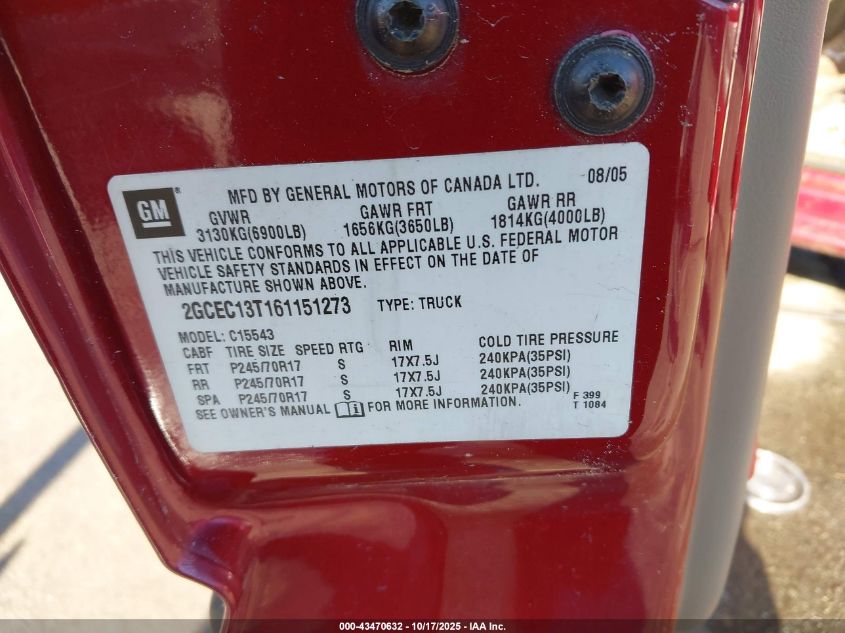 GM
®
MFD BY GENERAL MOTORS OF CANADA LTD. 08/05
GVWR GAWR FRT GAWR RR
3130KG(6900LB) 1656KG(3650LB) 1814KG(4000LB)
THIS VEHICLE CONFORMS TO ALL APPLICABLE U.S. FEDERAL MOTOR
VEHICLE SAFETY STANDARDS IN EFFECT ON THE DATE OF
MANUFACTURE SHOWN ABOVE.
2GCEC13T161151273 TYPE: TRUCK
MODEL: C15543
CABF TIRE SIZE SPEED RTG RIM COLD TIRE PRESSURE
FRT P245/70R17 S 17X7.5J 240KPA(35PSI)
RR P245/70R17 S 17X7.5J 240KPA(35PSI)
SPA P245/70R17 S 17X7.5J 240KPA(35PSI)
SEE OWNER'S MANUAL i FOR MORE INFORMATION.
F 399
T 1084
000-43470632 - 10/17/2025 - IAA Inc.